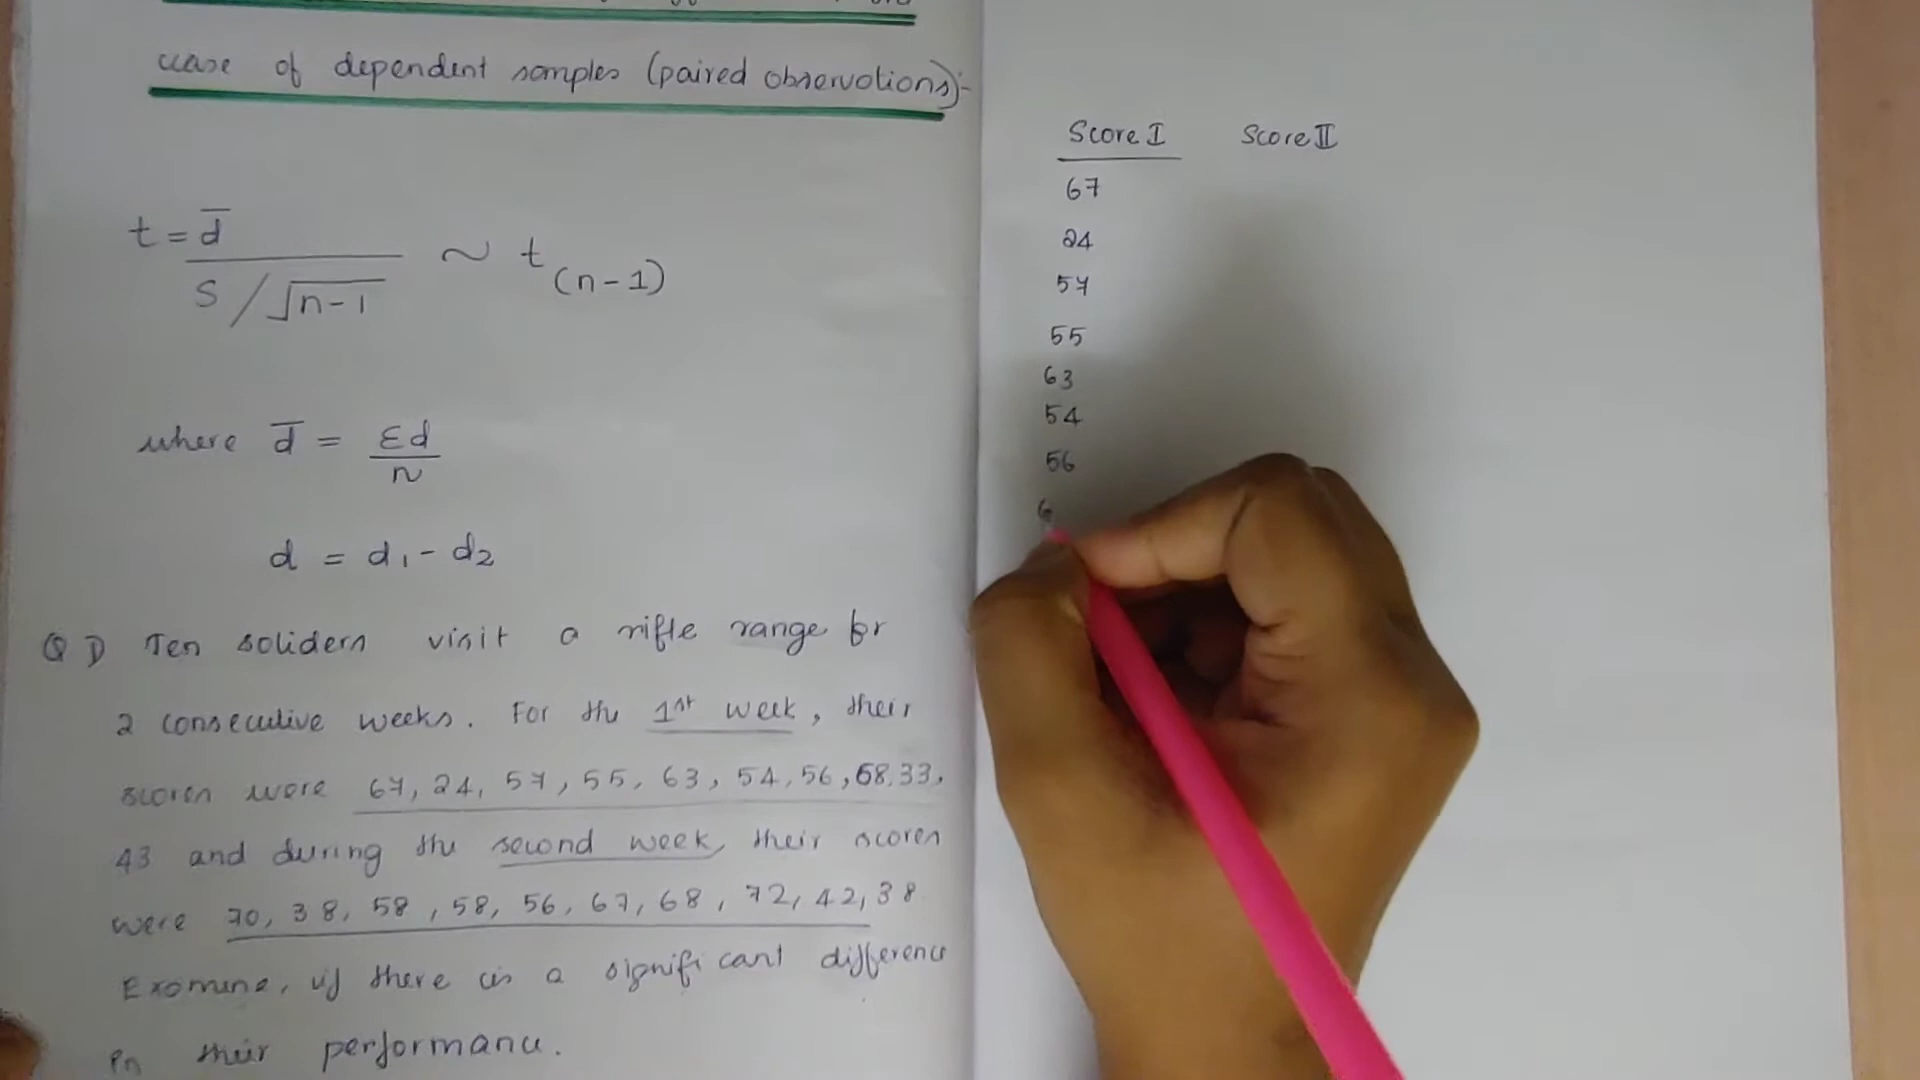 case of dependent samples (paired observations):-
t = d̅ / S/√n-1 ~ t(n-1)
where d̅ = Ɛd / n
d = d₁ - d₂
Q 1) Ten soliders visit a rifle range for
2 consecutive weeks. For the 1st week, their
scores were 67, 24, 57, 55, 63, 54, 56, 68, 33,
43 and during the second week, their scores
were 70, 38, 58, 58, 56, 67, 68, 72, 42, 38
Examine, if there is a significant difference
in their performance.
Score I Score II
67
24
57
55
63
54
56
6